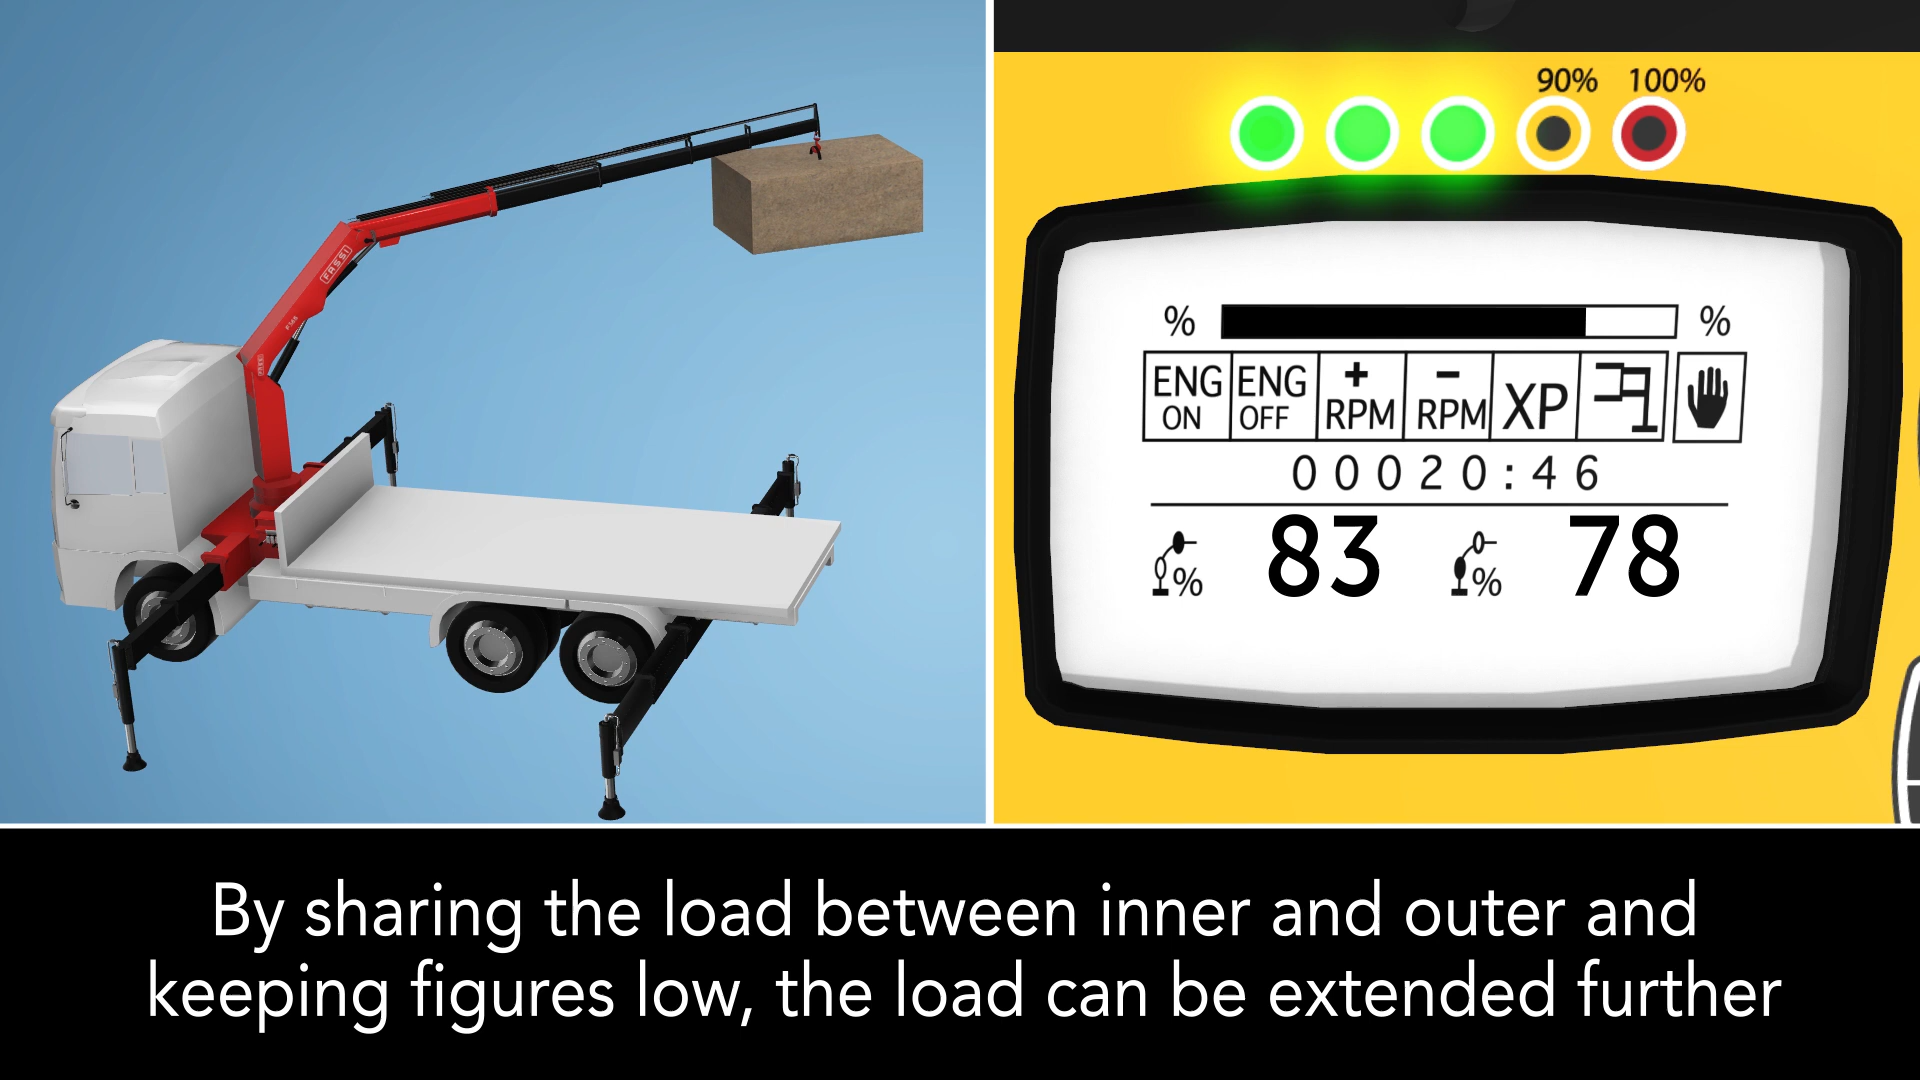 FASSI
90% 100%
% %
ENG ON ENG OFF + RPM - RPM XP
00020:46
% 83 % 78
By sharing the load between inner and outer and
keeping figures low, the load can be extended further